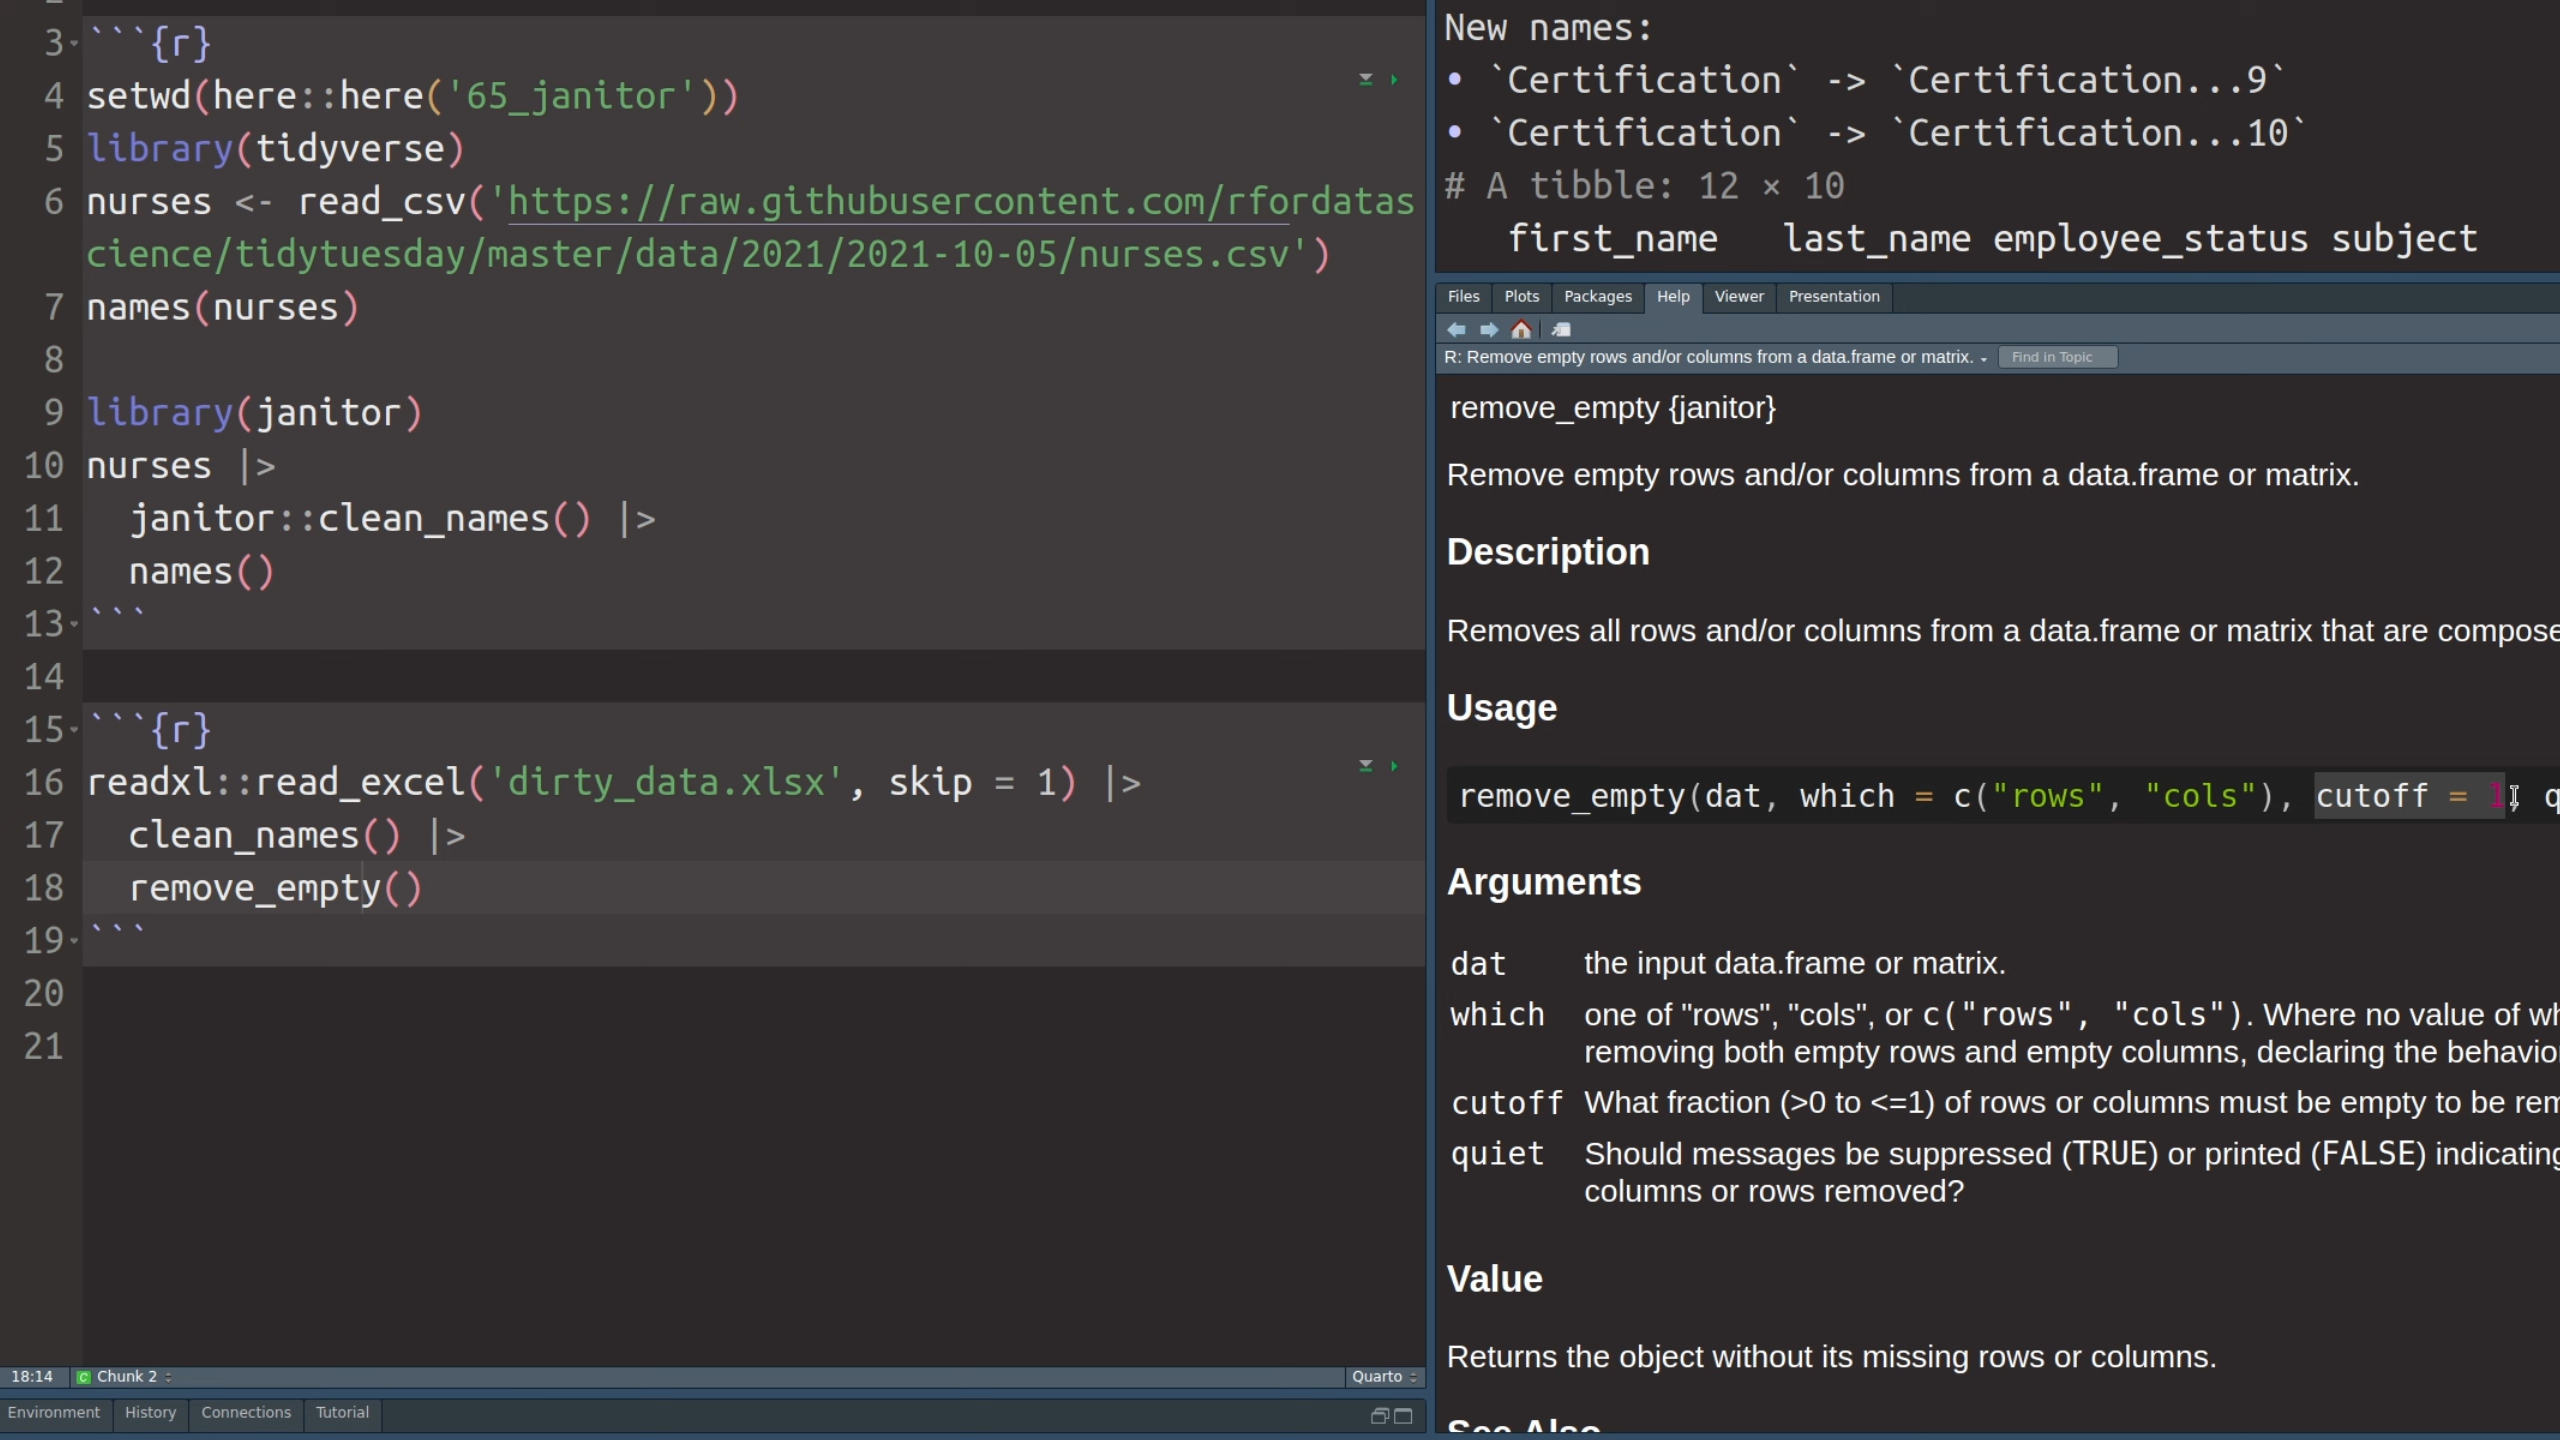 3 ```{r}
4 setwd(here::here('65_janitor'))
5 library(tidyverse)
6 nurses <- read_csv('https://raw.githubusercontent.com/rfordatas
cience/tidytuesday/master/data/2021/2021-10-05/nurses.csv')
7 names(nurses)
8
9 library(janitor)
10 nurses |>
11   janitor::clean_names() |>
12   names()
13 ```
14
15 ```{r}
16 readxl::read_excel('dirty_data.xlsx', skip = 1) |>
17   clean_names() |>
18   remove_empty()
19 ```
20
21
18:14 Chunk 2 Quarto
Environment History Connections Tutorial
New names:
• `Certification` -> `Certification...9`
• `Certification` -> `Certification...10`
# A tibble: 12 × 10
first_name last_name employee_status subject
Files Plots Packages Help Viewer Presentation
R: Remove empty rows and/or columns from a data.frame or matrix. Find in Topic
remove_empty {janitor}
Remove empty rows and/or columns from a data.frame or matrix.
Description
Removes all rows and/or columns from a data.frame or matrix that are compose
Usage
remove_empty(dat, which = c("rows", "cols"), cutoff = 1, q
Arguments
dat the input data.frame or matrix.
which one of "rows", "cols", or c("rows", "cols"). Where no value of wh
removing both empty rows and empty columns, declaring the behavio
cutoff What fraction (>0 to <=1) of rows or columns must be empty to be rem
quiet Should messages be suppressed (TRUE) or printed (FALSE) indicating
columns or rows removed?
Value
Returns the object without its missing rows or columns.
See Also